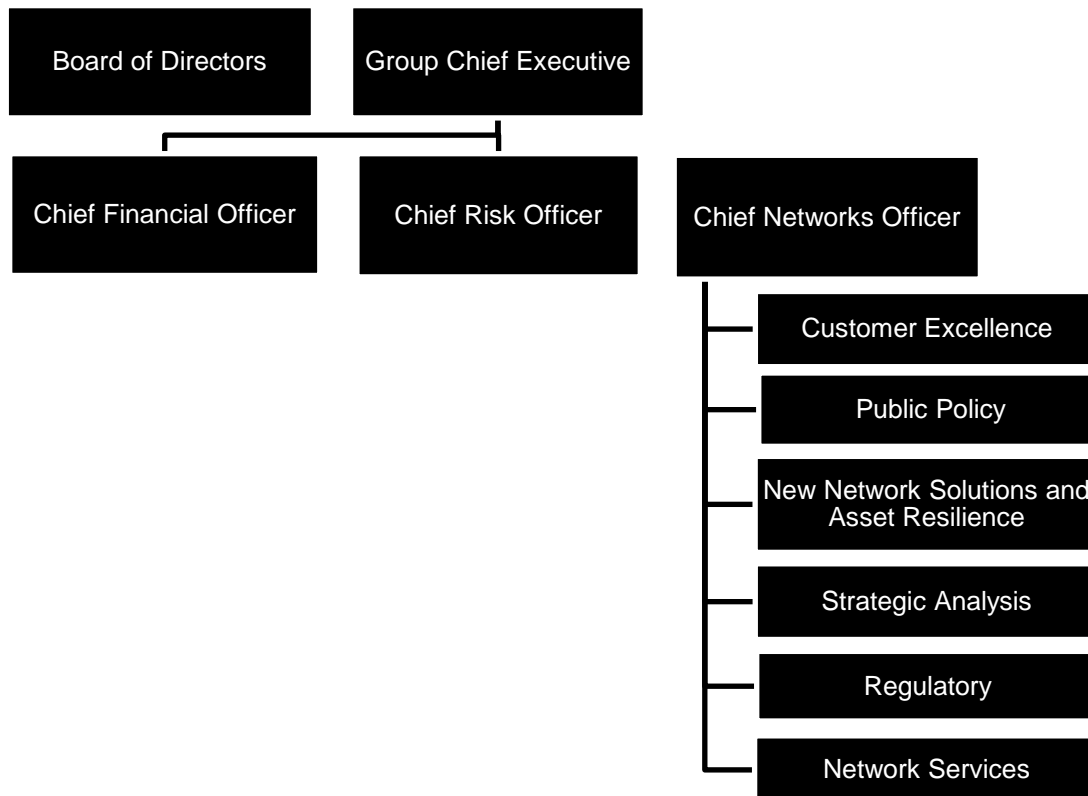 Board of Directors
Group Chief Executive
Chief Financial Officer
Chief Risk Officer
Chief Networks Officer
Customer Excellence
Public Policy
New Network Solutions and
Asset Resilience
Strategic Analysis
Regulatory
Network Services